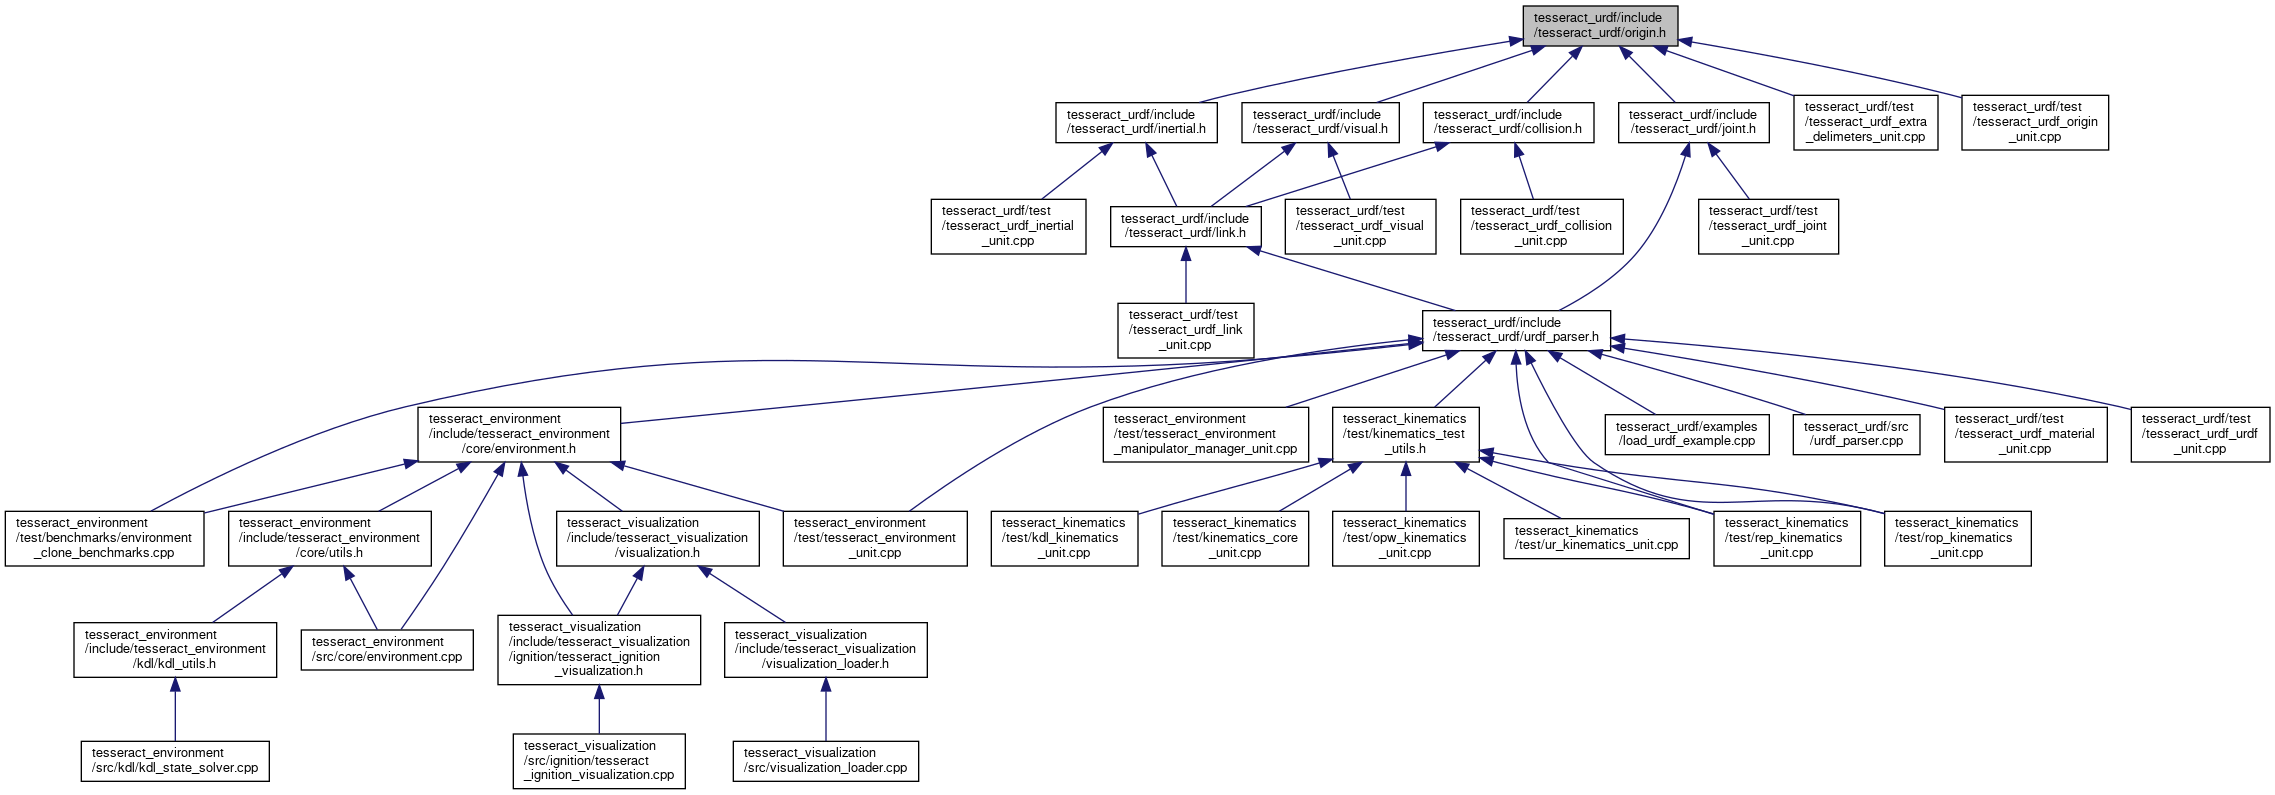 tesseract_urdf/include
/tesseract_urdf/origin.h
tesseract_urdf/include
/tesseract_urdf/inertial.h
tesseract_urdf/include
/tesseract_urdf/visual.h
tesseract_urdf/include
/tesseract_urdf/collision.h
tesseract_urdf/include
/tesseract_urdf/joint.h
tesseract_urdf/test
/tesseract_urdf_extra
_delimeters_unit.cpp
tesseract_urdf/test
/tesseract_urdf_origin
_unit.cpp
tesseract_urdf/test
/tesseract_urdf_inertial
_unit.cpp
tesseract_urdf/include
/tesseract_urdf/link.h
tesseract_urdf/test
/tesseract_urdf_visual
_unit.cpp
tesseract_urdf/test
/tesseract_urdf_collision
_unit.cpp
tesseract_urdf/test
/tesseract_urdf_joint
_unit.cpp
tesseract_urdf/test
/tesseract_urdf_link
_unit.cpp
tesseract_urdf/include
/tesseract_urdf/urdf_parser.h
tesseract_environment
/include/tesseract_environment
/core/environment.h
tesseract_environment
/test/tesseract_environment
_manipulator_manager_unit.cpp
tesseract_kinematics
/test/kinematics_test
_utils.h
tesseract_urdf/examples
/load_urdf_example.cpp
tesseract_urdf/src
/urdf_parser.cpp
tesseract_urdf/test
/tesseract_urdf_material
_unit.cpp
tesseract_urdf/test
/tesseract_urdf_urdf
_unit.cpp
tesseract_environment
/test/benchmarks/environment
_clone_benchmarks.cpp
tesseract_environment
/include/tesseract_environment
/core/utils.h
tesseract_visualization
/include/tesseract_visualization
/visualization.h
tesseract_environment
/test/tesseract_environment
_unit.cpp
tesseract_kinematics
/test/kdl_kinematics
_unit.cpp
tesseract_kinematics
/test/kinematics_core
_unit.cpp
tesseract_kinematics
/test/opw_kinematics
_unit.cpp
tesseract_kinematics
/test/ur_kinematics_unit.cpp
tesseract_kinematics
/test/rep_kinematics
_unit.cpp
tesseract_kinematics
/test/rop_kinematics
_unit.cpp
tesseract_environment
/include/tesseract_environment
/kdl/kdl_utils.h
tesseract_environment
/src/core/environment.cpp
tesseract_visualization
/include/tesseract_visualization
/ignition/tesseract_ignition
_visualization.h
tesseract_visualization
/include/tesseract_visualization
/visualization_loader.h
tesseract_environment
/src/kdl/kdl_state_solver.cpp
tesseract_visualization
/src/ignition/tesseract
_ignition_visualization.cpp
tesseract_visualization
/src/visualization_loader.cpp